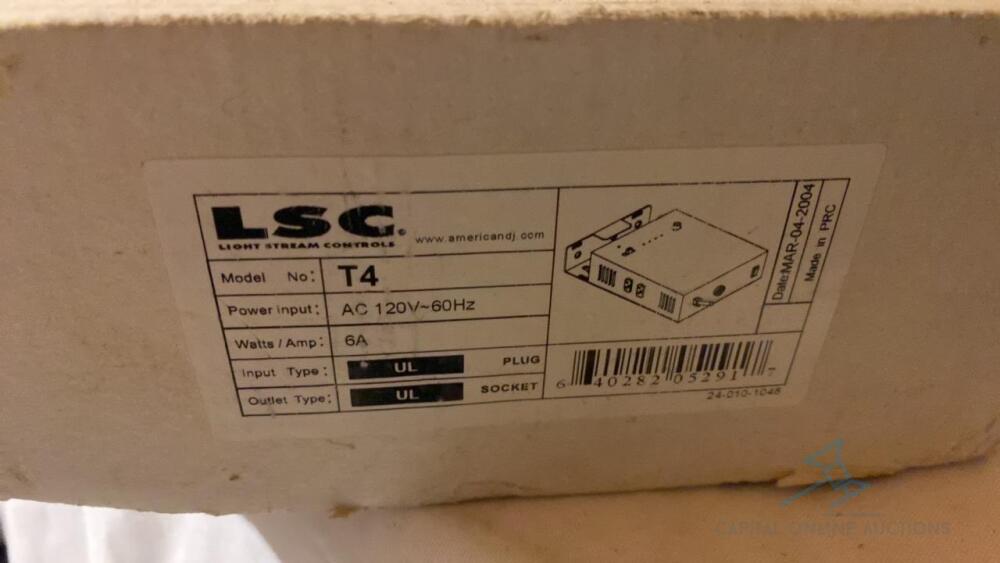 LSC.
LIGHT STREAM CONTROLS
www.americandj.com
Model No: T4
Power input: AC 120V~60Hz
Watts / Amp: 6A
Input Type: UL PLUG
Outlet Type: UL SOCKET
Date:MAR-04-2004
Made in PRC
6 40282 05291 7
24-010-1048
CAPITAL ONLINE AUCTIONS